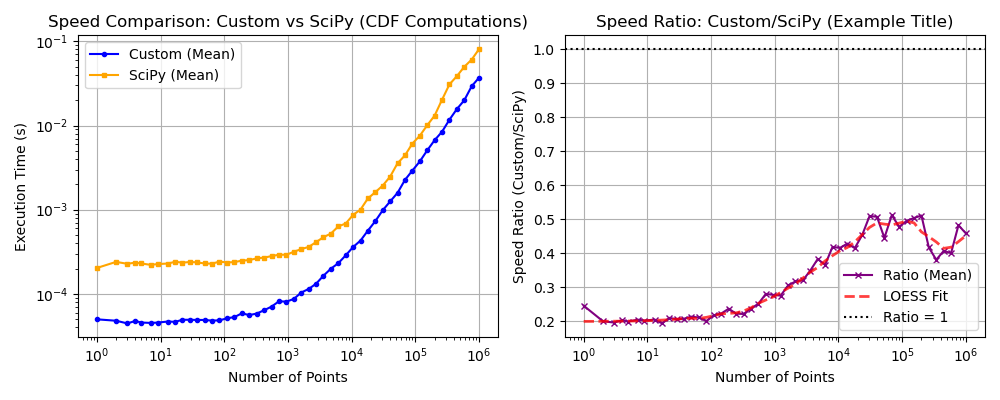 Speed Comparison: Custom vs SciPy (CDF Computations)
Execution Time (s)
10⁻¹
10⁻²
10⁻³
10⁻⁴
Custom (Mean)
SciPy (Mean)
10⁰ 10¹ 10² 10³ 10⁴ 10⁵ 10⁶
Number of Points
Speed Ratio: Custom/SciPy (Example Title)
Speed Ratio (Custom/SciPy)
1.0
0.9
0.8
0.7
0.6
0.5
0.4
0.3
0.2
Ratio (Mean)
LOESS Fit
Ratio = 1
10⁰ 10¹ 10² 10³ 10⁴ 10⁵ 10⁶
Number of Points